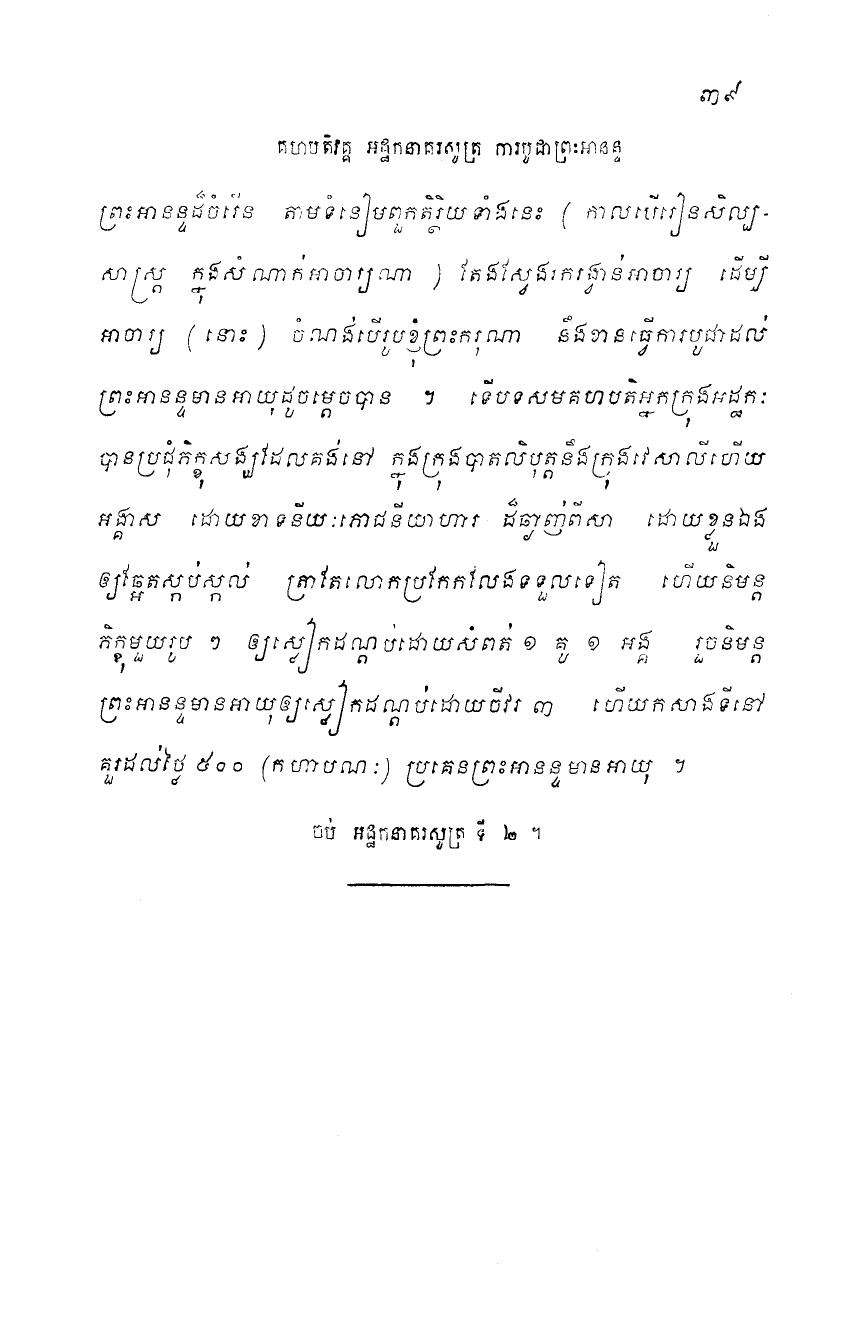 ៣៩
គហបតិវគ្គ អដ្ឋកនាគរសូត្រ ការបូជាព្រះអានន្ទ
ព្រះអានន្ទដ៏ចំរើន តាមទំនៀមពួកតិរ្ថិយទាំងនេះ ( កាលបើរៀនសិល្ប-
សាស្ត្រ ក្នុងសំណាក់អាចារ្យណា ) តែងស្វែងរករង្វាន់អាចារ្យ ដើម្បី
អាចារ្យ ( នោះ ) ចំណង់បើរូបខ្ញុំព្រះករុណា នឹងខានធ្វើការបូជាដល់
ព្រះអានន្ទមានអាយុដូចម្តេចបាន ។ ទើបទសមគហបតិអ្នកក្រុងអដ្ឋកៈ
បានប្រជុំភិក្ខុសង្ឃដែលគង់នៅ ក្នុងក្រុងបាតលិបុត្តនឹងក្រុងវេសាលីហើយ
អង្គាស ដោយខាទនីយៈភោជនីយាហារ ដ៏ឆ្ងាញ់ពីសា ដោយខ្លួនឯង
ឲ្យឆ្អែតស្កប់ស្កល់ ត្រាតែលោកប្រកែកលែងទទួលទៀត ហើយនិមន្ត
ភិក្ខុមួយរូប ៗ ឲ្យស្លៀកដណ្តប់ដោយសំពត់ ១ គូ ១ អង្គ រួចនិមន្ត
ព្រះអានន្ទមានអាយុឲ្យស្លៀកដណ្តប់ដោយចីវរ ៣ ហើយកសាងទីនៅ
គួរដល់ថ្លៃ ៥០០ (កហាបណៈ) ប្រគេនព្រះអានន្ទមានអាយុ ។
ចប់ អដ្ឋកនាគរសូត្រ ទី ២ ។